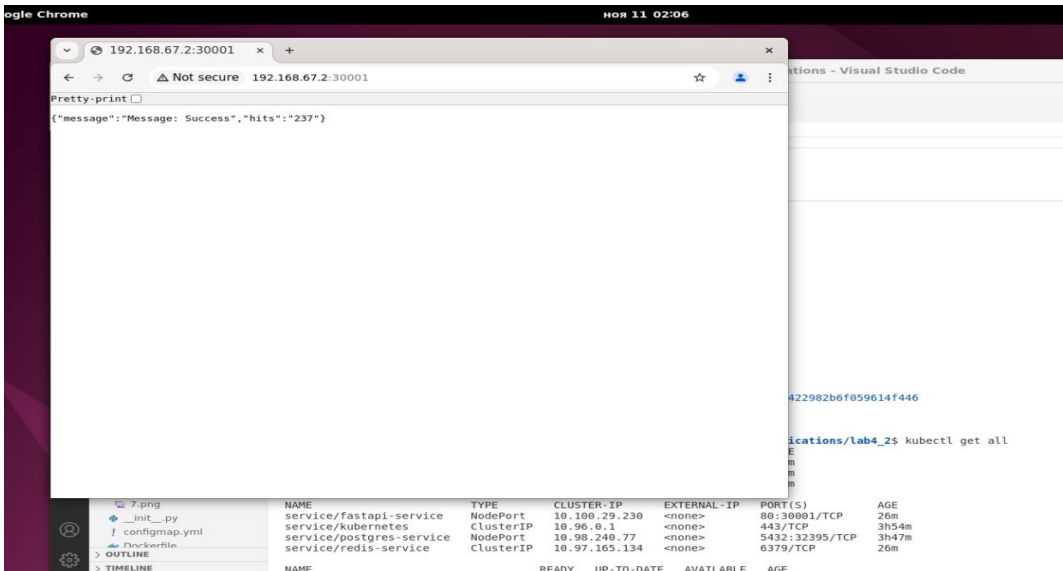 ogle Chrome
ноя 11 02:06
192.168.67.2:30001
Not secure 192.168.67.2:30001
Pretty-print
{"message":"Message: Success","hits":"237"}
ations - Visual Studio Code
422982b6f059614f446
ications/lab4_2$ kubectl get all
E
m
m
m
7.png
__init__.py
configmap.yml
Dockerfile
OUTLINE
TIMELINE
NAME TYPE CLUSTER-IP EXTERNAL-IP PORT(S) AGE
service/fastapi-service NodePort 10.100.29.230 <none> 80:30001/TCP 26m
service/kubernetes ClusterIP 10.96.0.1 <none> 443/TCP 3h54m
service/postgres-service NodePort 10.98.240.77 <none> 5432:32395/TCP 3h47m
service/redis-service ClusterIP 10.97.165.134 <none> 6379/TCP 26m
NAME READY UP-TO-DATE AVAILABLE AGE